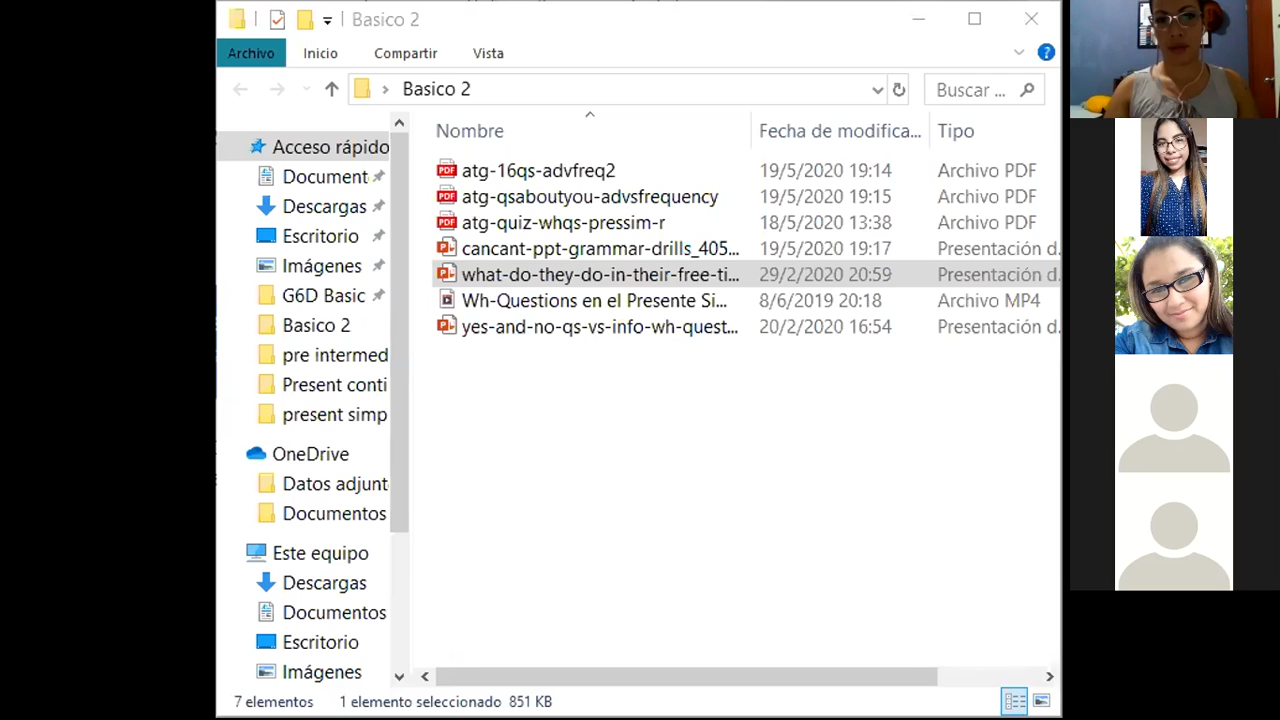 Basico 2
Archivo Inicio Compartir Vista
Basico 2 Buscar ...
Nombre Fecha de modifica... Tipo
Acceso rápido
Document
Descargas
Escritorio
Imágenes
G6D Basic
Basico 2
pre intermed
Present conti
present simp
OneDrive
Datos adjunt
Documentos
Este equipo
Descargas
Documentos
Escritorio
Imágenes
atg-16qs-advfreq2 19/5/2020 19:14 Archivo PDF
atg-qsaboutyou-advsfrequency 19/5/2020 19:15 Archivo PDF
atg-quiz-whqs-pressim-r 18/5/2020 13:38 Archivo PDF
cancant-ppt-grammar-drills_405... 19/5/2020 19:17 Presentación d.
what-do-they-do-in-their-free-ti... 29/2/2020 20:59 Presentación d.
Wh-Questions en el Presente Si... 8/6/2019 20:18 Archivo MP4
yes-and-no-qs-vs-info-wh-quest... 20/2/2020 16:54 Presentación d.
7 elementos 1 elemento seleccionado 851 KB